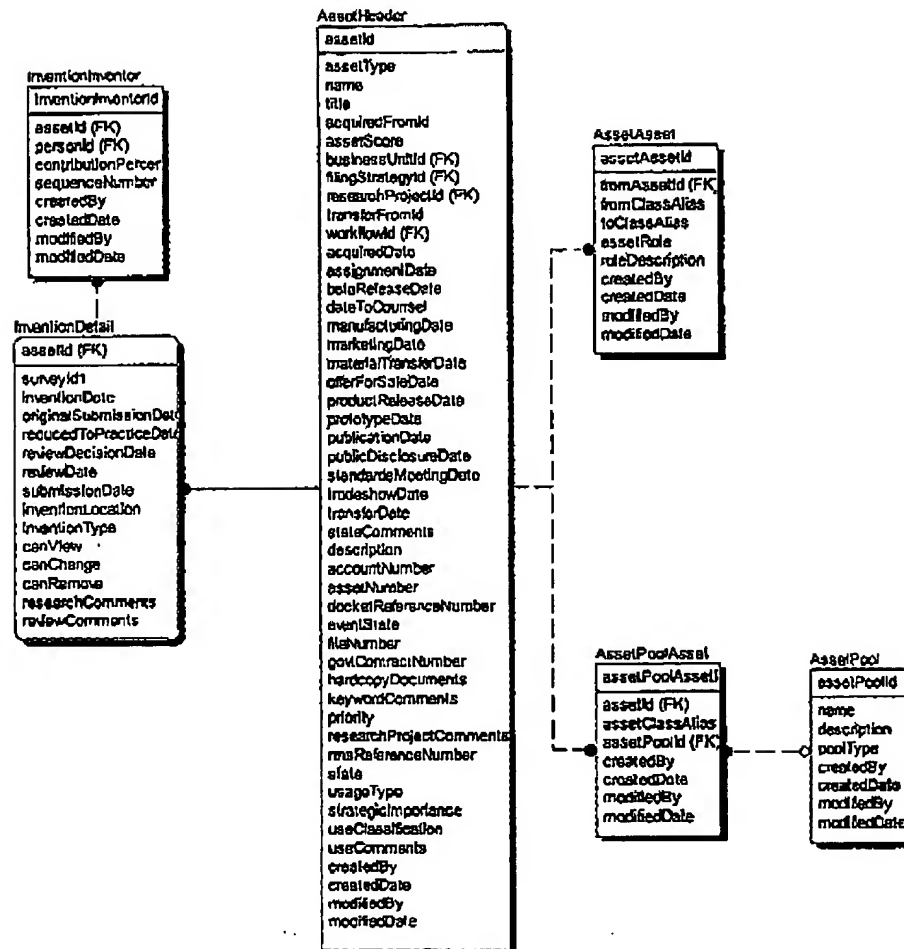 AssetHeader
assetId
assetType
name
title
acquiredFromId
assetScore
businessUnitId (FK)
filingStrategyId (FK)
researchProjectId (FK)
transferFromId
workflowId (FK)
acquiredDate
assignmentDate
betaReleaseDate
dateToCounsel
manufacturingDate
marketingDate
materialTransferDate
offerForSaleDate
productReleaseDate
prototypeDate
publicationDate
publicDisclosureDate
standardsMeetingDate
tradeshowDate
transferDate
stateComments
description
accountNumber
assetNumber
docketReferenceNumber
eventState
fileNumber
govtContractNumber
hardcopyDocuments
keywordComments
priority
researchProjectComments
rmsReferenceNumber
state
usageType
strategicImportance
useClassification
useComments
createdBy
createdDate
modifiedBy
modifiedDate
InventionInventor
InventionInventorId
assetId (FK)
personId (FK)
contributionPercer
sequenceNumber
createdBy
createdDate
modifiedBy
modifiedDate
InventionDetail
assetId (FK)
surveyId1
inventionDate
originalSubmissionDate
reducedToPracticeDate
reviewDecisionDate
reviewDate
submissionDate
inventionLocation
inventionType
canView
canChange
canRemove
researchComments
reviewComments
AssetAsset
assetAssetId
fromAssetId (FK)
fromClassAlias
toClassAlias
assetRole
roleDescription
createdBy
createdDate
modifiedBy
modifiedDate
AssetPoolAsset
assetPoolAssetI
assetId (FK)
assetClassAlias
assetPoolId (FK)
createdBy
createdDate
modifiedBy
modifiedDate
AssetPool
assetPoolId
name
description
poolType
createdBy
createdDate
modifiedBy
modifiedDate